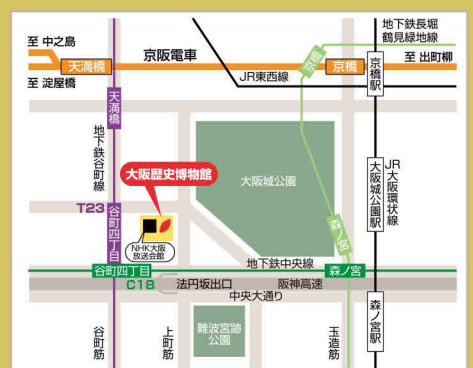 地下鉄長堀
鶴見緑地線
至 中之島
京阪電車
至 出町柳
天満橋
京橋
京橋
京橋駅
至 淀屋橋
JR東西線
天満橋
地下鉄谷町線
大阪歴史博物館
大阪城公園
大阪城公園駅
JR大阪環状線
T23
谷町四丁目
NHK大阪
放送会館
森ノ宮
地下鉄中央線
谷町四丁目
森ノ宮
C18
法円坂出口
阪神高速
中央大通り
森ノ宮駅
難波宮跡
公園
谷町筋
上町筋
玉造筋